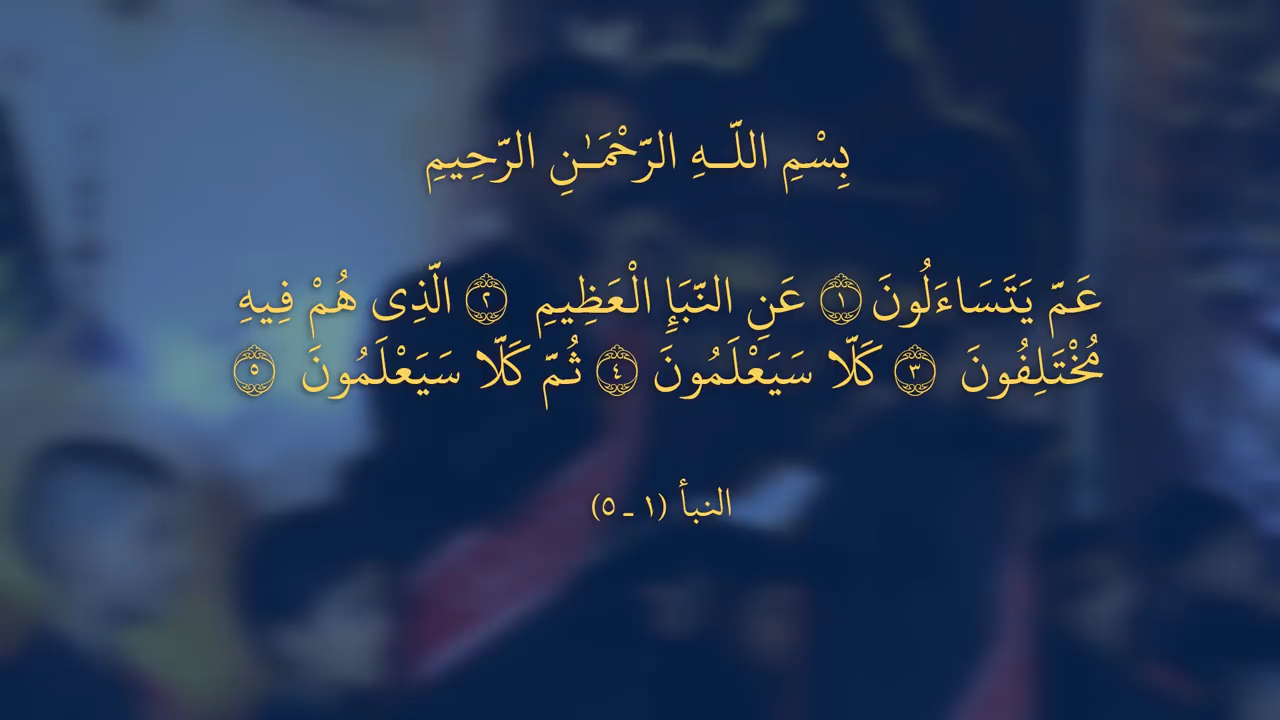 بِسْمِ اللّـهِ الرّحْمَـٰنِ الرّحِيمِ
عَمّ يَتَسَاءَلُونَ ۝١ عَنِ النّبَإِ الْعَظِيمِ ۝٢ الّذِى هُمْ فِيهِ
مُخْتَلِفُونَ ۝٣ كَلّا سَيَعْلَمُونَ ۝٤ ثُمّ كَلّا سَيَعْلَمُونَ ۝٥
النبأ (١ - ٥)